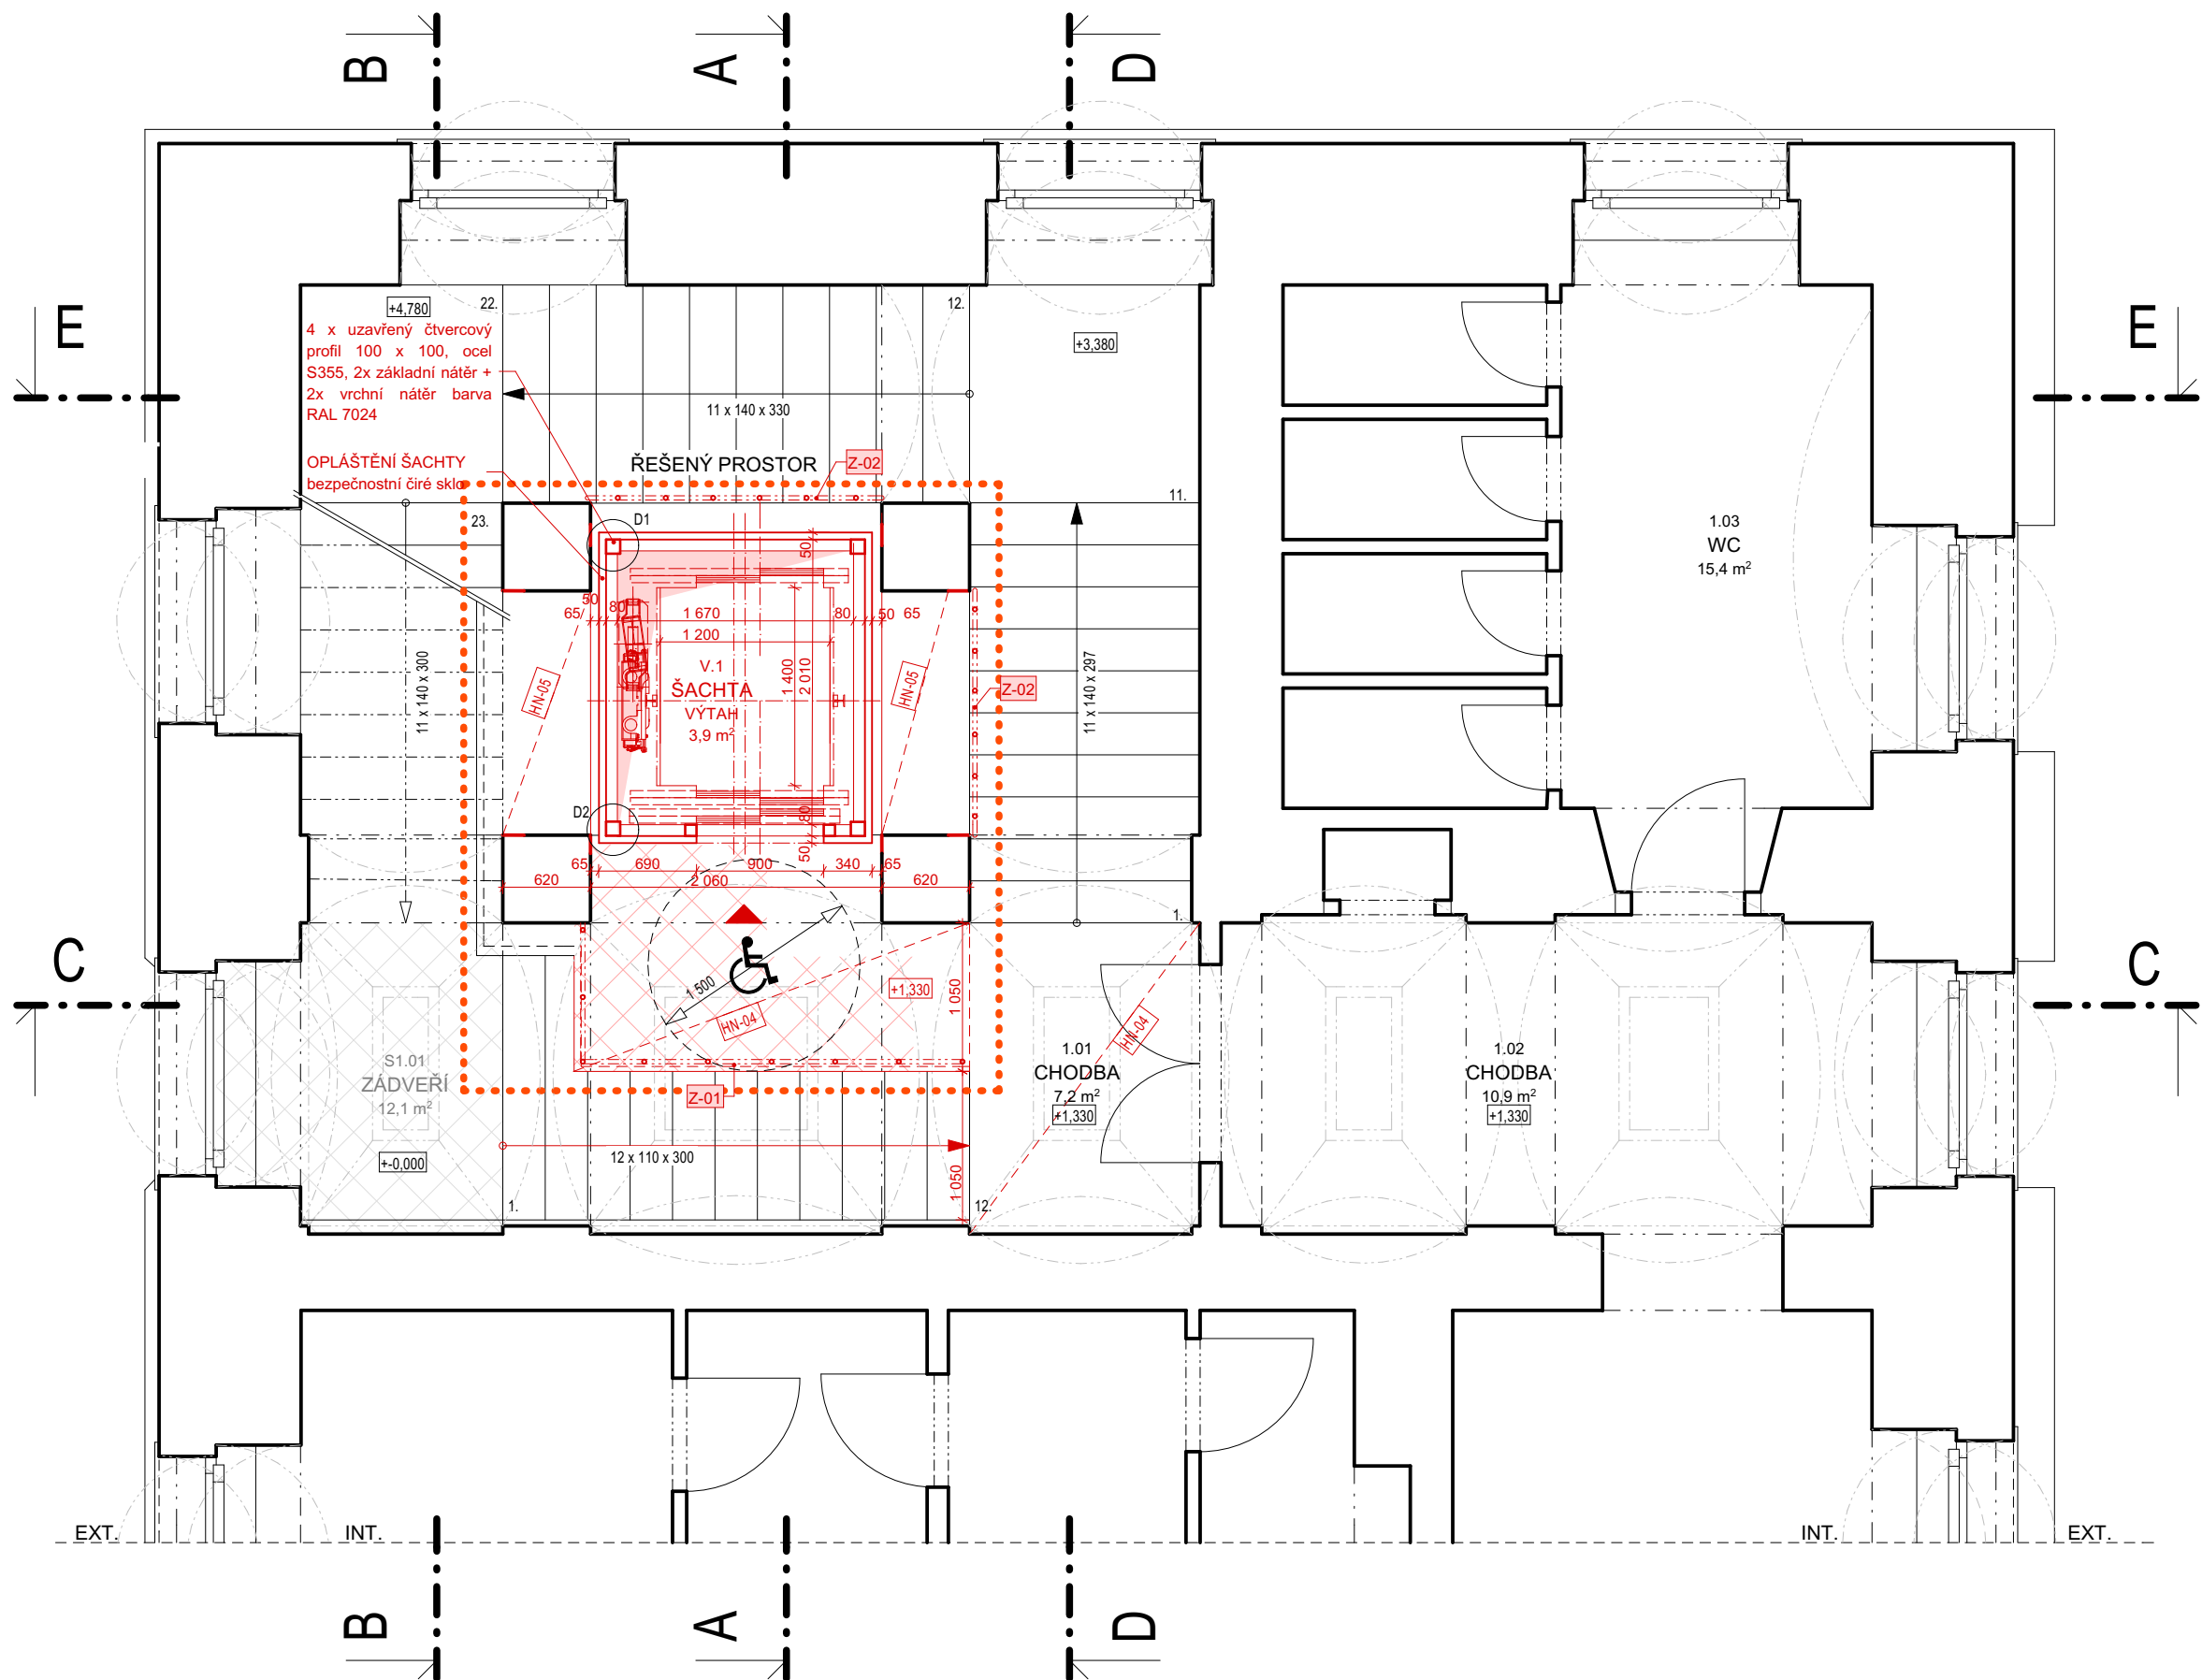 B
A
D
E
E
+4,780
22.
12.
4 x uzavřený čtvercový
profil 100 x 100, ocel
S355, 2x základní nátěr +
2x vrchní nátěr barva
RAL 7024
+3,380
11 x 140 x 330
OPLÁŠTĚNÍ ŠACHTY
bezpečnostní čiré sklo
ŘEŠENÝ PROSTOR
Z-02
11.
23.
D1
50
1.03
WC
15,4 m²
50
65
80
1 670
80
50
65
1 200
11 x 140 x 300
HN-05
V.1
ŠACHTA
VÝTAH
3,9 m²
1 400
2 010
HN-05
Z-02
11 x 140 x 297
D2
80
50
65
690
900
340
65
620
2 060
620
1.
C
C
1 500
HN-04
+1,330
1 050
HN-04
S1.01
ZÁDVEŘÍ
12,1 m²
1.01
CHODBA
7,2 m²
+1,330
1.02
CHODBA
10,9 m²
+1,330
Z-01
+-0,000
12 x 110 x 300
1 050
1.
12.
EXT.
INT.
INT.
EXT.
B
A
D